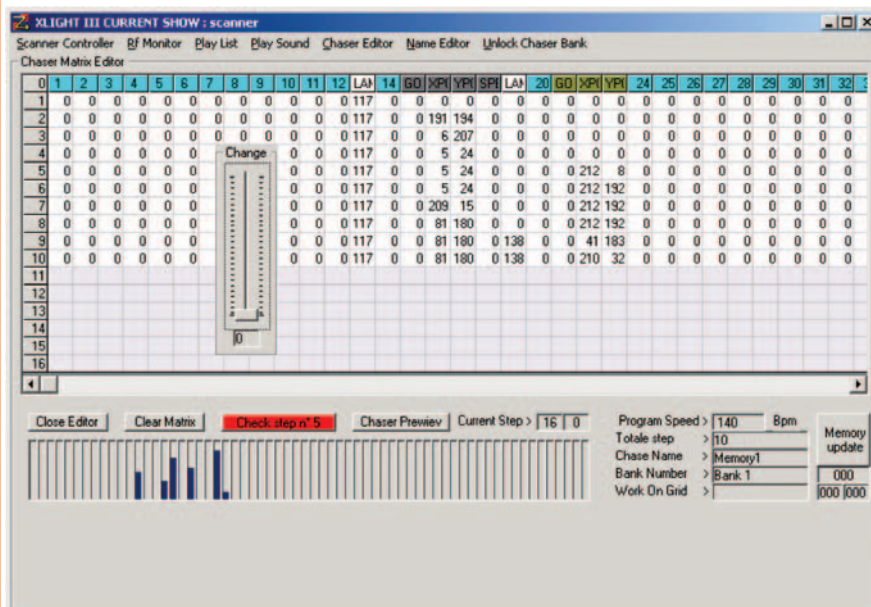 XLIGHT III CURRENT SHOW : scanner
Scanner Controller Rf Monitor Play List Play Sound Chaser Editor Name Editor Unlock Chaser Bank
Chaser Matrix Editor
0 1 2 3 4 5 6 7 8 9 10 11 12 LAM 14 GO XPO YPO SPE LAM 20 GO XPO YPO 24 25 26 27 28 29 30 31 32
1 0 0 0 0 0 0 0 0 0 0 0 0 117 0 0 0 0 0 0 0 0 0 0 0 0 0 0 0 0 0 0 0
2 0 0 0 0 0 0 0 0 0 0 0 0 117 0 0 191 194 0 0 0 0 0 0 0 0 0 0 0 0 0 0 0
3 0 0 0 0 0 0 0 0 0 0 0 0 117 0 0 6 207 0 0 0 0 0 0 0 0 0 0 0 0 0 0 0
4 0 0 0 0 0 0 Change 0 0 0 117 0 0 5 24 0 0 0 0 0 0 0 0 0 0 0 0 0 0 0
5 0 0 0 0 0 0 0 0 0 117 0 0 5 24 0 0 0 0 212 8 0 0 0 0 0 0 0 0 0
6 0 0 0 0 0 0 0 0 0 117 0 0 5 24 0 0 0 0 212 192 0 0 0 0 0 0 0 0 0
7 0 0 0 0 0 0 0 0 0 117 0 0 209 15 0 0 0 0 212 192 0 0 0 0 0 0 0 0 0
8 0 0 0 0 0 0 0 0 0 117 0 0 81 180 0 0 0 0 212 192 0 0 0 0 0 0 0 0 0
9 0 0 0 0 0 0 0 0 0 117 0 0 81 180 0 138 0 0 41 183 0 0 0 0 0 0 0 0 0
10 0 0 0 0 0 0 0 0 0 117 0 0 81 180 0 138 0 0 210 32 0 0 0 0 0 0 0 0 0
11
12
13
14
15 0
16
Close Editor Clear Matrix Check step n° 5 Chaser Prewiev Current Step > 16 0
Program Speed > 140 Bpm
Totale step > 10
Chase Name > Memory1
Bank Number > Bank 1
Work On Grid >
Memory
update
000
000 000